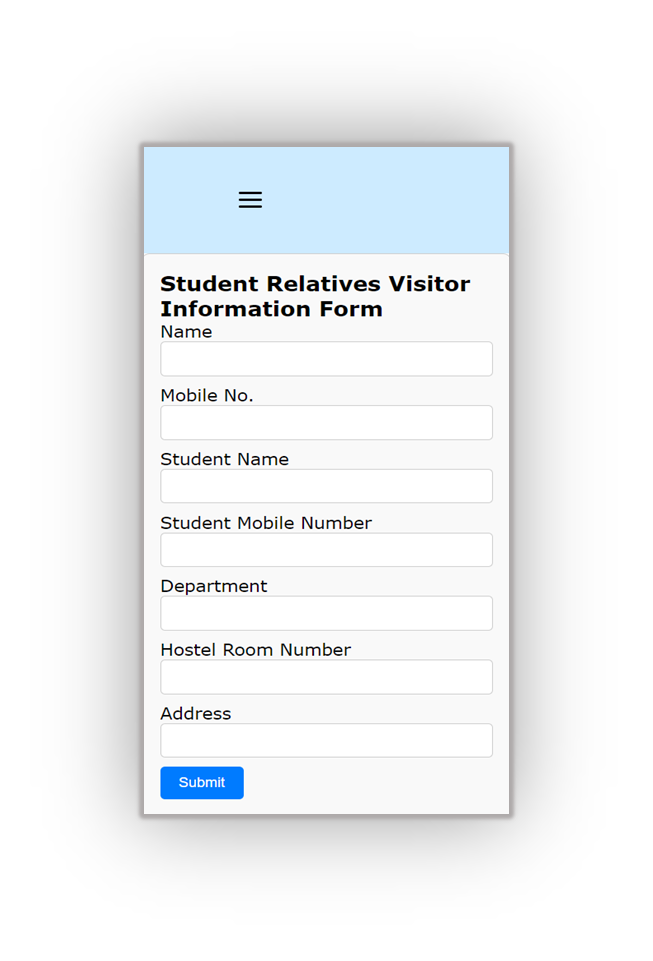 Student Relatives Visitor
Information Form
Name
Mobile No.
Student Name
Student Mobile Number
Department
Hostel Room Number
Address
Submit